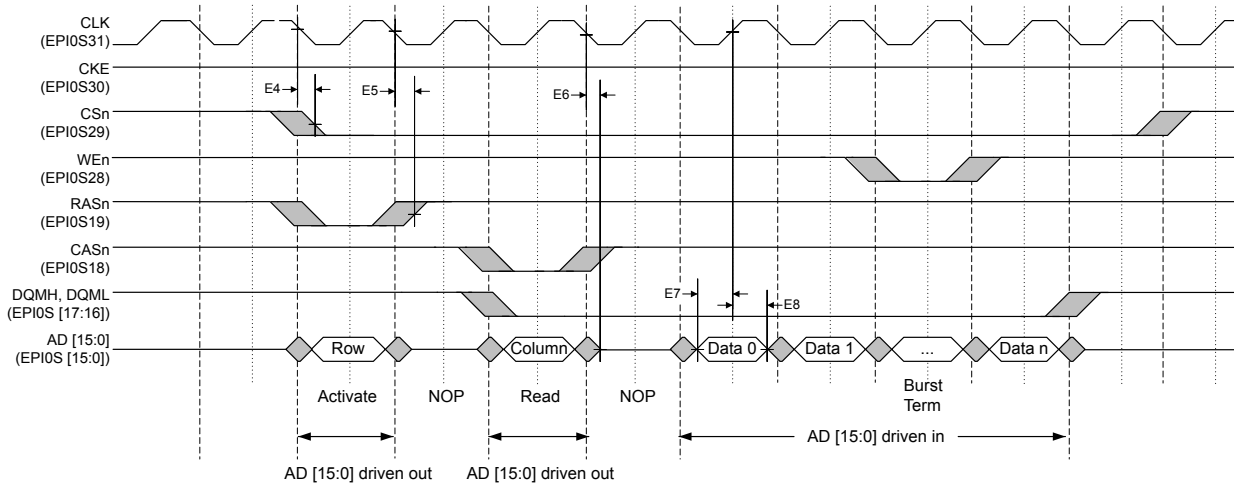 CLK
(EPI0S31)
CKE
(EPI0S30)
E4
E5
E6
CSn
(EPI0S29)
WEn
(EPI0S28)
RASn
(EPI0S19)
CASn
(EPI0S18)
DQMH, DQML
(EPI0S [17:16])
E7
E8
AD [15:0]
(EPI0S [15:0])
Row
Column
Data 0
Data 1
...
Data n
Activate
NOP
Read
NOP
Burst
Term
AD [15:0] driven in
AD [15:0] driven out
AD [15:0] driven out